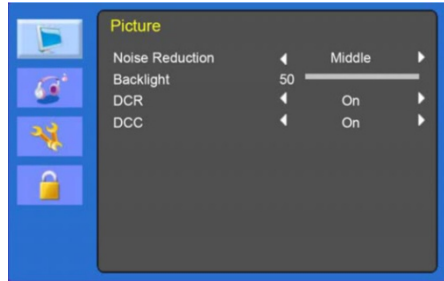 Picture
Noise Reduction Middle
Backlight 50
DCR On
DCC On